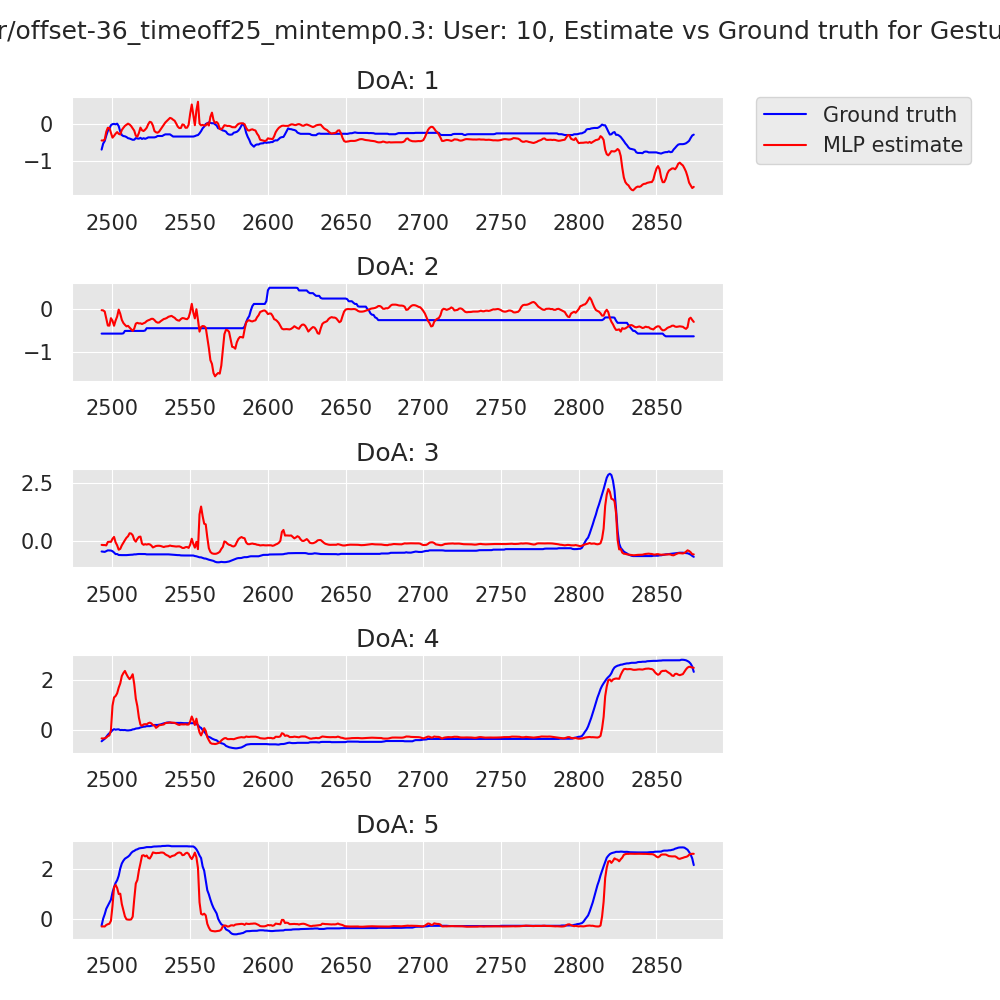 r/offset-36_timeoff25_mintemp0.3: User: 10, Estimate vs Ground truth for Gestu
DoA: 1
Ground truth
MLP estimate
0
−1
2500 2550 2600 2650 2700 2750 2800 2850
DoA: 2
0
−1
2500 2550 2600 2650 2700 2750 2800 2850
DoA: 3
2.5
0.0
2500 2550 2600 2650 2700 2750 2800 2850
DoA: 4
2
0
2500 2550 2600 2650 2700 2750 2800 2850
DoA: 5
2
0
2500 2550 2600 2650 2700 2750 2800 2850